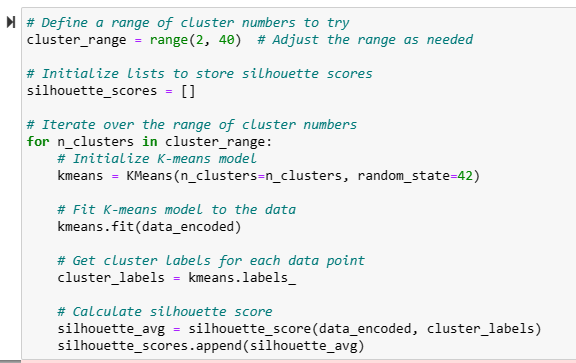 # Define a range of cluster numbers to try
cluster_range = range(2, 40)  # Adjust the range as needed

# Initialize lists to store silhouette scores
silhouette_scores = []

# Iterate over the range of cluster numbers
for n_clusters in cluster_range:
    # Initialize K-means model
    kmeans = KMeans(n_clusters=n_clusters, random_state=42)

    # Fit K-means model to the data
    kmeans.fit(data_encoded)

    # Get cluster labels for each data point
    cluster_labels = kmeans.labels_

    # Calculate silhouette score
    silhouette_avg = silhouette_score(data_encoded, cluster_labels)
    silhouette_scores.append(silhouette_avg)